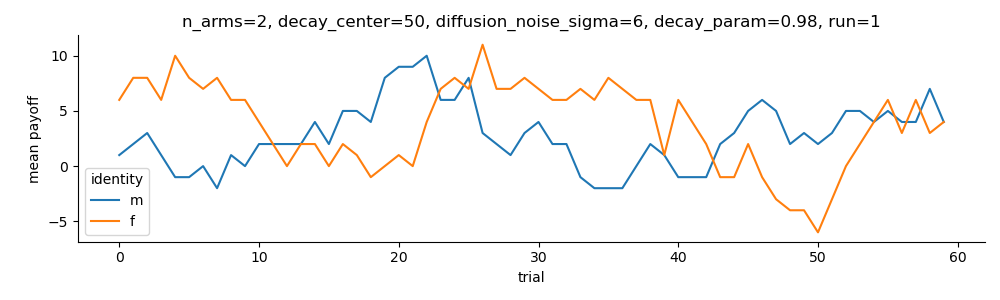 n_arms=2, decay_center=50, diffusion_noise_sigma=6, decay_param=0.98, run=1
mean payoff
10
5
0
−5
identity
m
f
0 10 20 30 40 50 60
trial